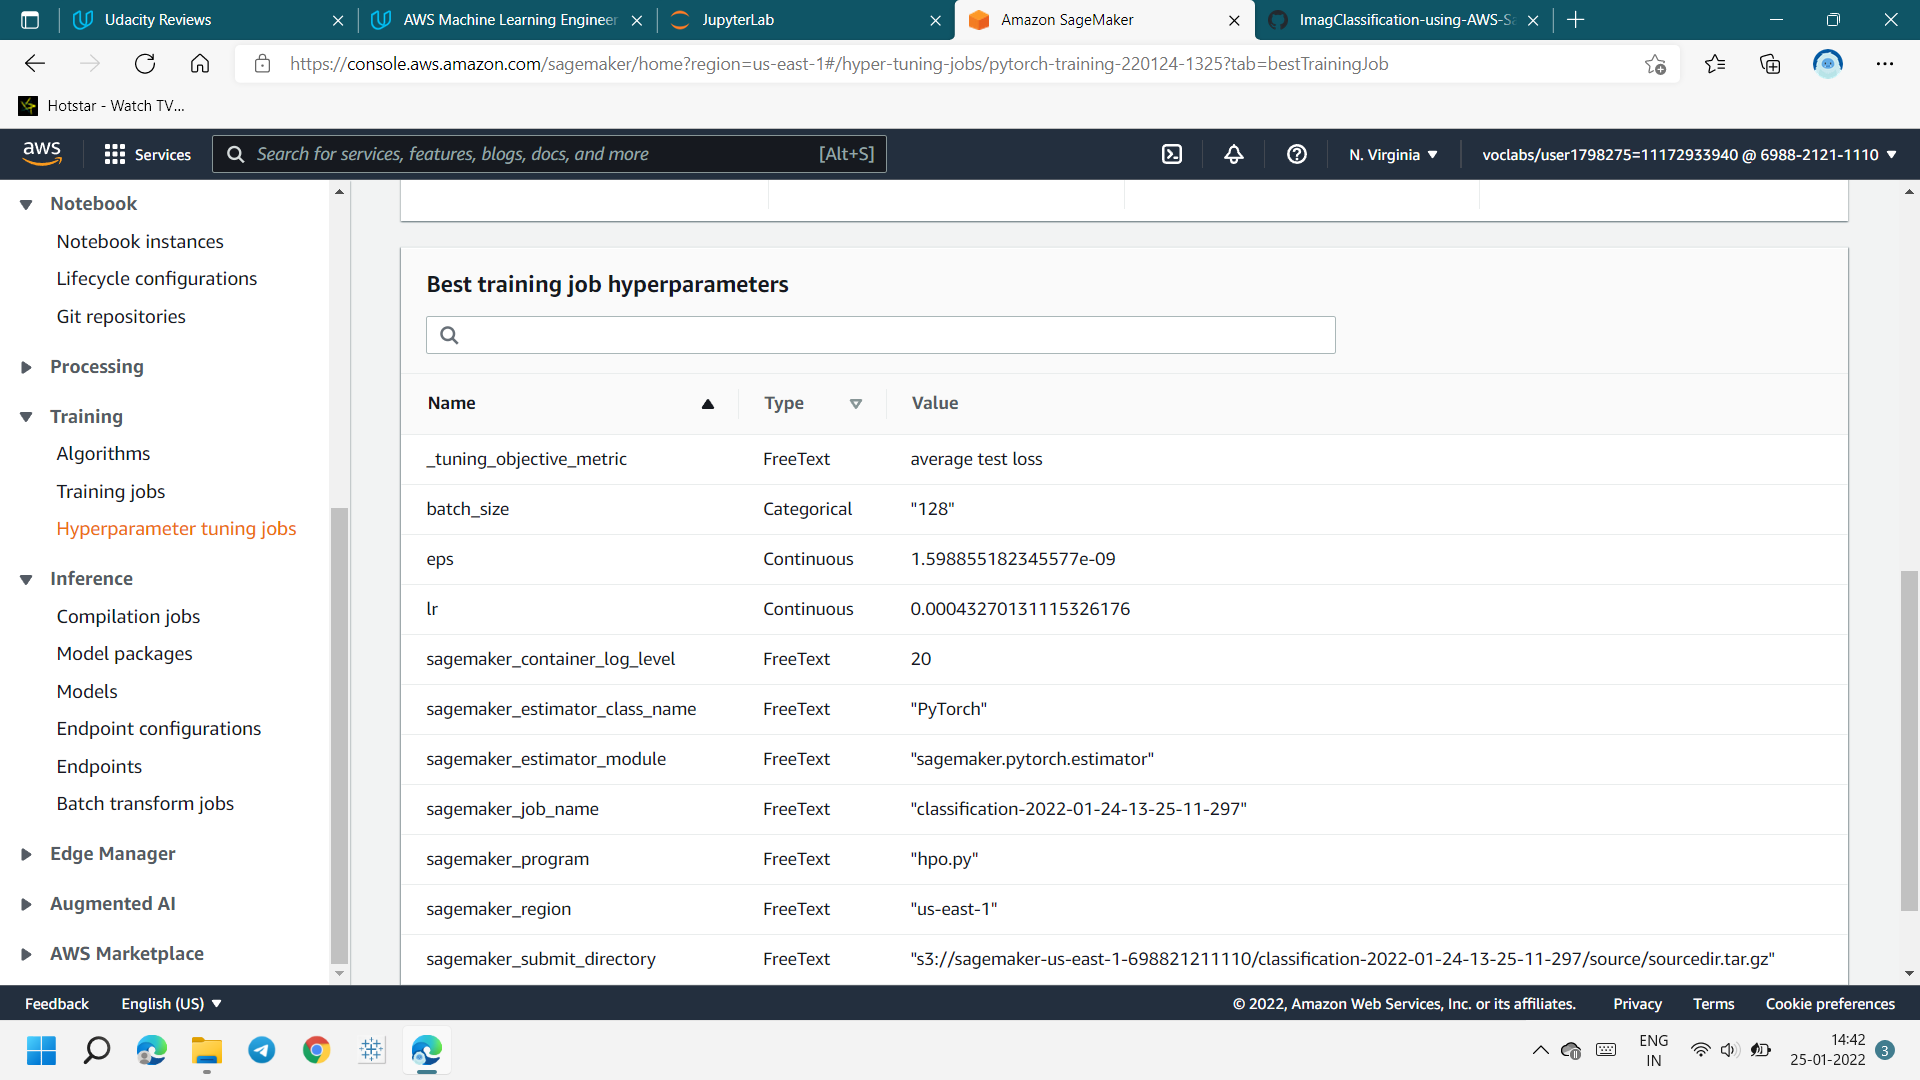 Udacity Reviews
AWS Machine Learning Engineer
JupyterLab
Amazon SageMaker
ImagClassification-using-AWS-Sa
https://console.aws.amazon.com/sagemaker/home?region=us-east-1#/hyper-tuning-jobs/pytorch-training-220124-1325?tab=bestTrainingJob
Hotstar - Watch TV...
aws
Services
Search for services, features, blogs, docs, and more [Alt+S]
N. Virginia
voclabs/user1798275=11172933940 @ 6988-2121-1110
Notebook
Notebook instances
Lifecycle configurations
Git repositories
Processing
Training
Algorithms
Training jobs
Hyperparameter tuning jobs
Inference
Compilation jobs
Model packages
Models
Endpoint configurations
Endpoints
Batch transform jobs
Edge Manager
Augmented AI
AWS Marketplace
Best training job hyperparameters
Name Type Value
_tuning_objective_metric FreeText average test loss
batch_size Categorical "128"
eps Continuous 1.598855182345577e-09
lr Continuous 0.00043270131115326176
sagemaker_container_log_level FreeText 20
sagemaker_estimator_class_name FreeText "PyTorch"
sagemaker_estimator_module FreeText "sagemaker.pytorch.estimator"
sagemaker_job_name FreeText "classification-2022-01-24-13-25-11-297"
sagemaker_program FreeText "hpo.py"
sagemaker_region FreeText "us-east-1"
sagemaker_submit_directory FreeText "s3://sagemaker-us-east-1-698821211110/classification-2022-01-24-13-25-11-297/source/sourcedir.tar.gz"
Feedback English (US) © 2022, Amazon Web Services, Inc. or its affiliates. Privacy Terms Cookie preferences
ENG
IN
14:42
25-01-2022
3